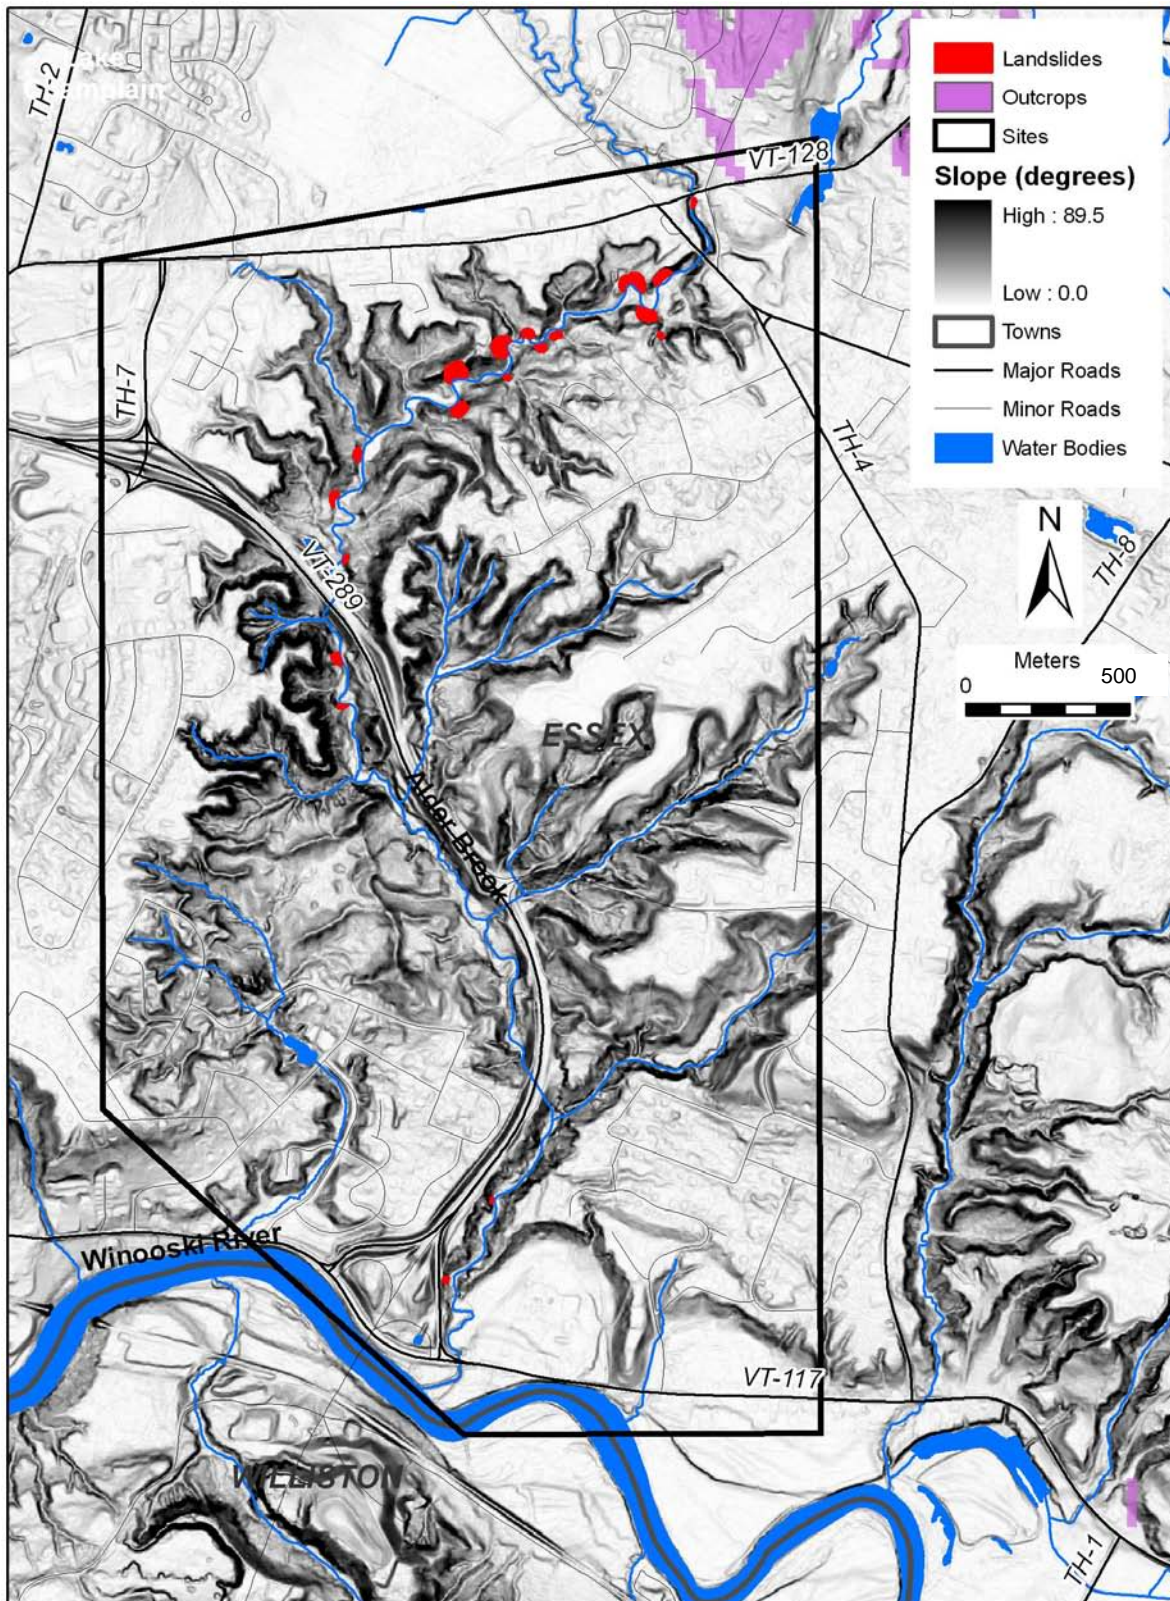 Lake
Champlain
TH-2
VT-128
Landslides
Outcrops
Sites
Slope (degrees)
High : 89.5
Low : 0.0
Towns
Major Roads
Minor Roads
Water Bodies
TH-7
TH-4
VT-289
N
TH-8
Meters
0
500
ESSEX
Alder Brook
Winooski River
VT-117
WILLISTON
TH-1